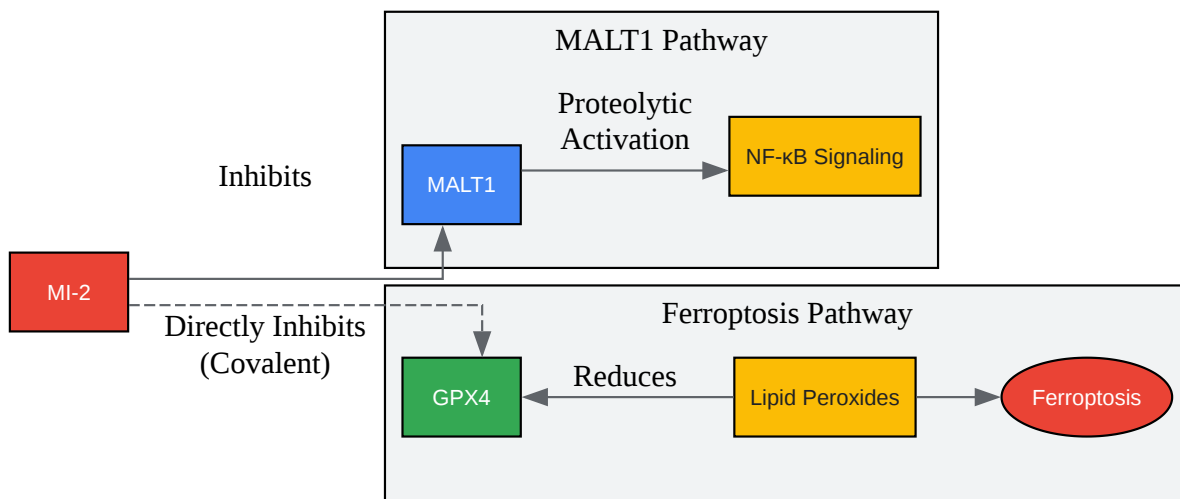 MALT1 Pathway
Proteolytic
Activation
NF-κB Signaling
MALT1
Inhibits
MI-2
Directly Inhibits
(Covalent)
Ferroptosis Pathway
GPX4
Reduces
Lipid Peroxides
Ferroptosis